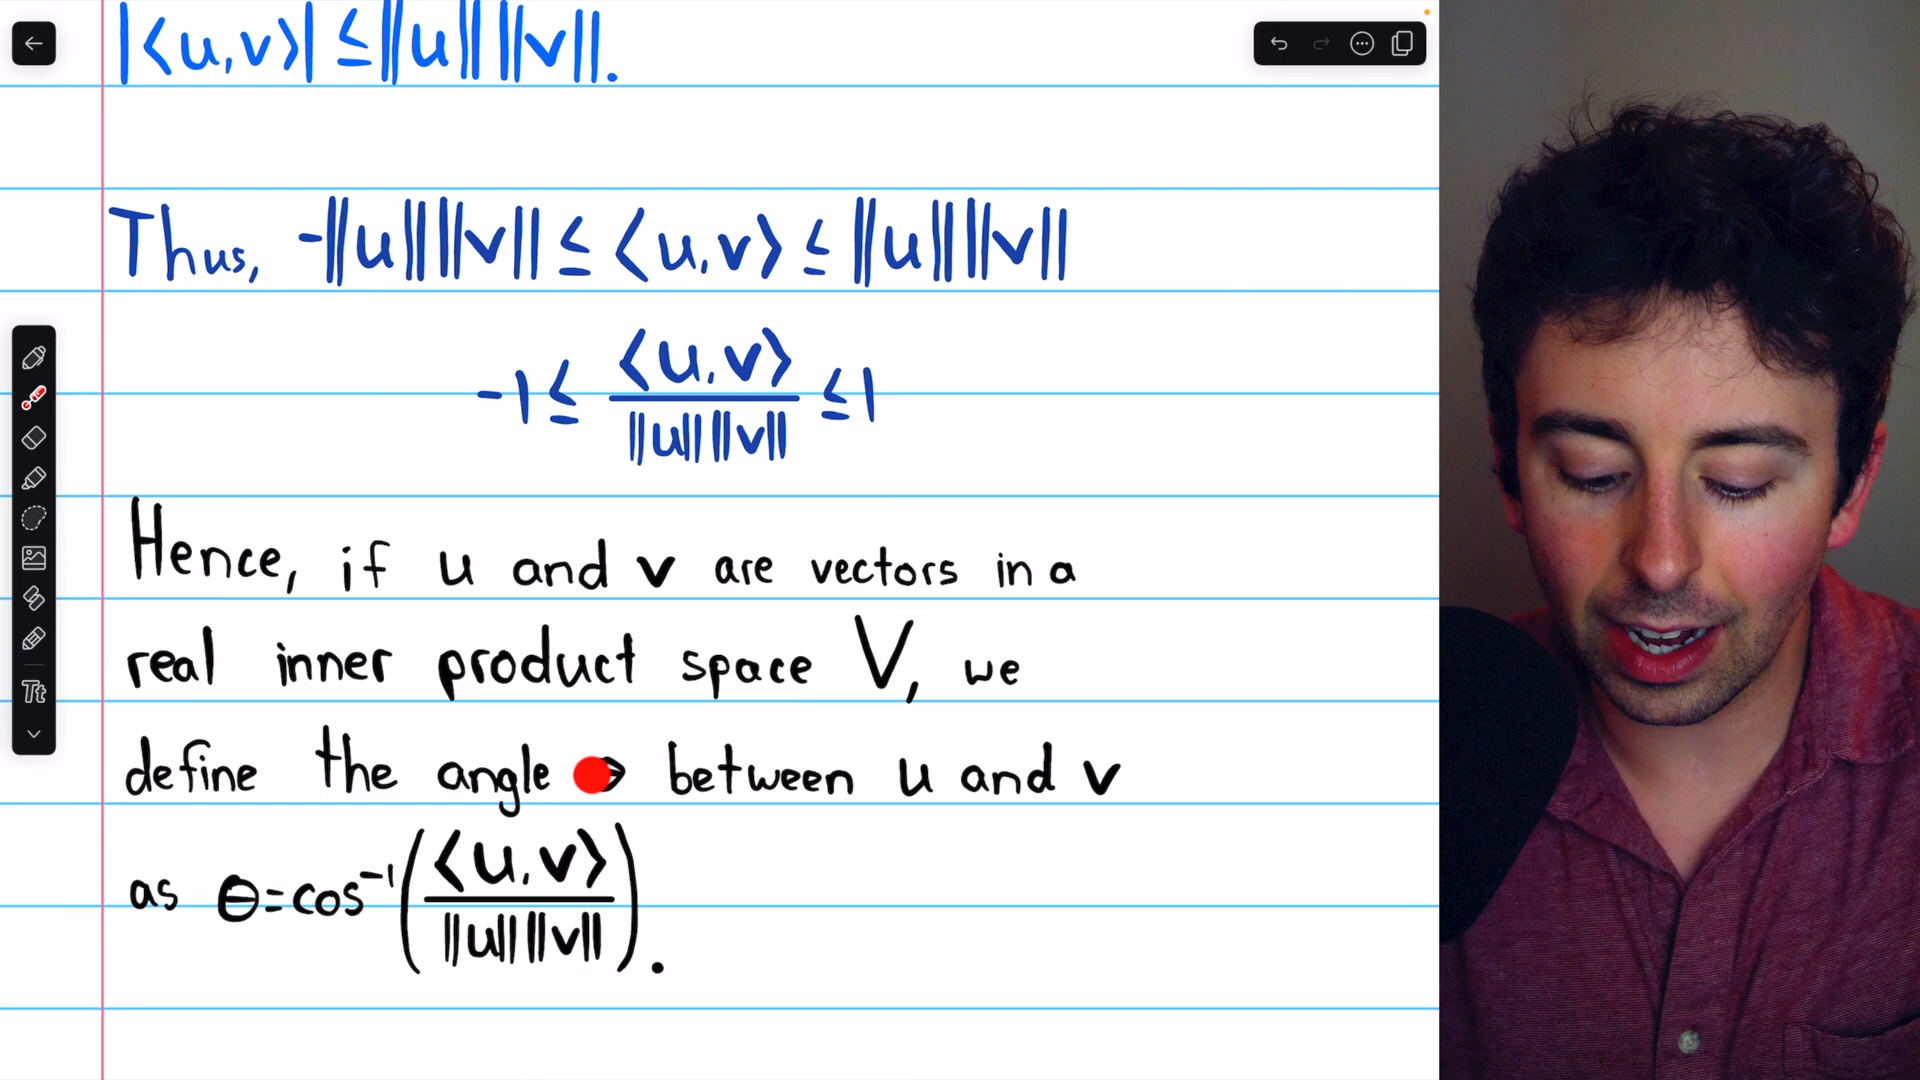 |<u,v>| ≤ ||u|| ||v||.
Thus, -||u|| ||v|| ≤ <u,v> ≤ ||u|| ||v||
-1 ≤ <u,v> / ||u|| ||v|| ≤ 1
Hence, if u and v are vectors in a
real inner product space V, we
define the angle between u and v
as θ = cos⁻¹(<u,v> / ||u|| ||v||).
Tt